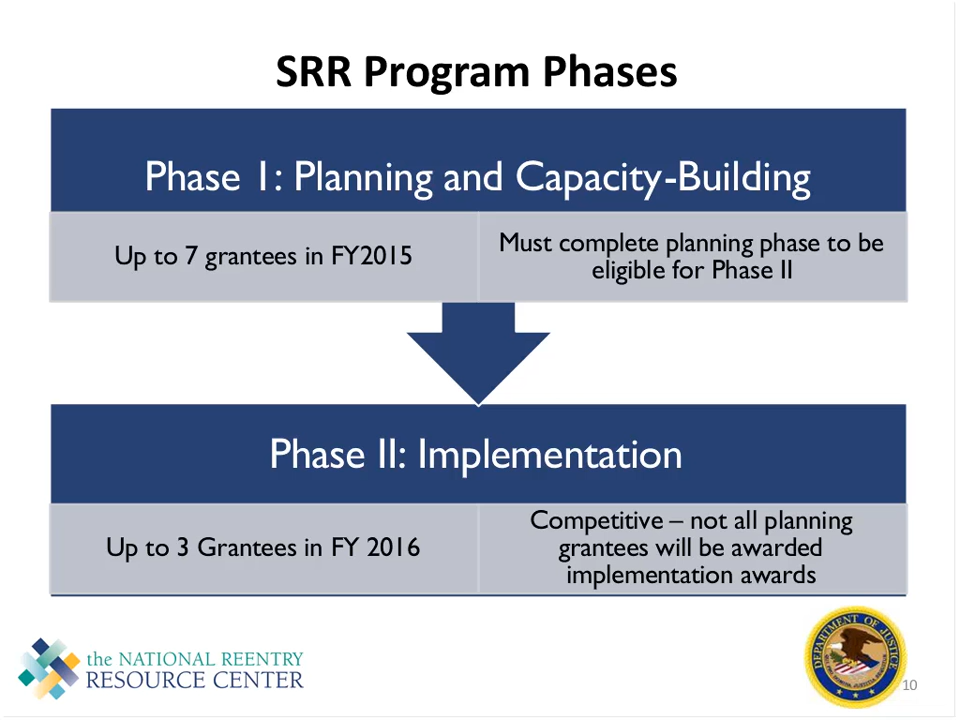 SRR Program Phases
Phase 1: Planning and Capacity-Building
Up to 7 grantees in FY2015
Must complete planning phase to be
eligible for Phase II
Phase II: Implementation
Up to 3 Grantees in FY 2016
Competitive – not all planning
grantees will be awarded
implementation awards
the NATIONAL REENTRY
RESOURCE CENTER
DEPARTMENT OF JUSTICE
10